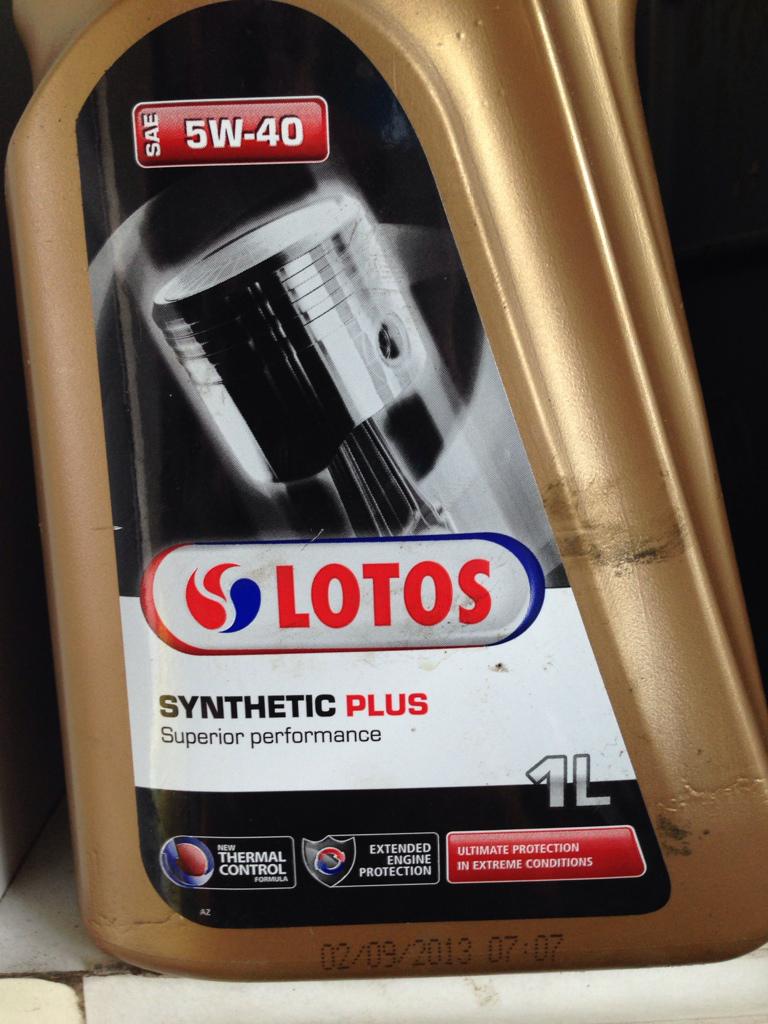 SAE 5W-40
LOTOS
SYNTHETIC PLUS
Superior performance
1L
NEW
THERMAL
CONTROL
FORMULA
EXTENDED
ENGINE
PROTECTION
ULTIMATE PROTECTION
IN EXTREME CONDITIONS
AZ
02/09/2013 07:07